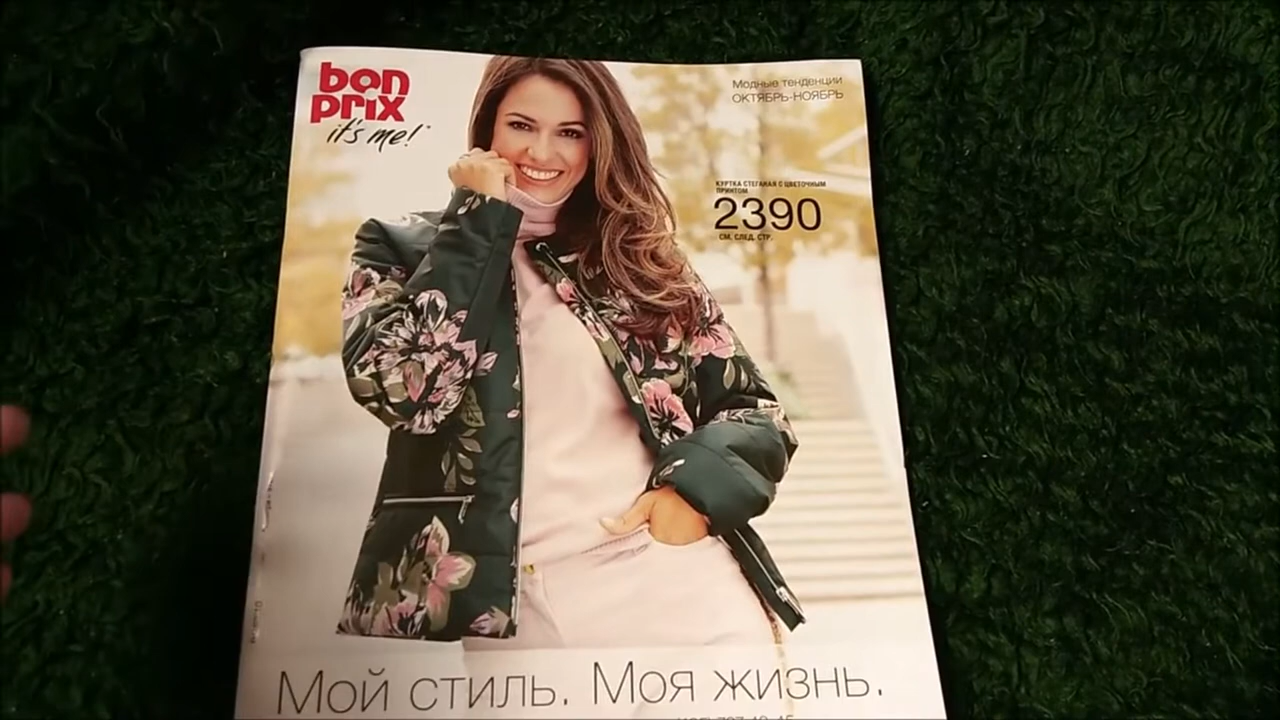 bon
prix
it's me!
Модные тенденции
ОКТЯБРЬ-НОЯБРЬ
КУРТКА СТЕГАНАЯ С ЦВЕТОЧНЫМ
ПРИНТОМ
2390
СМ. СЛЕД. СТР.
Мой стиль. Моя жизнь.